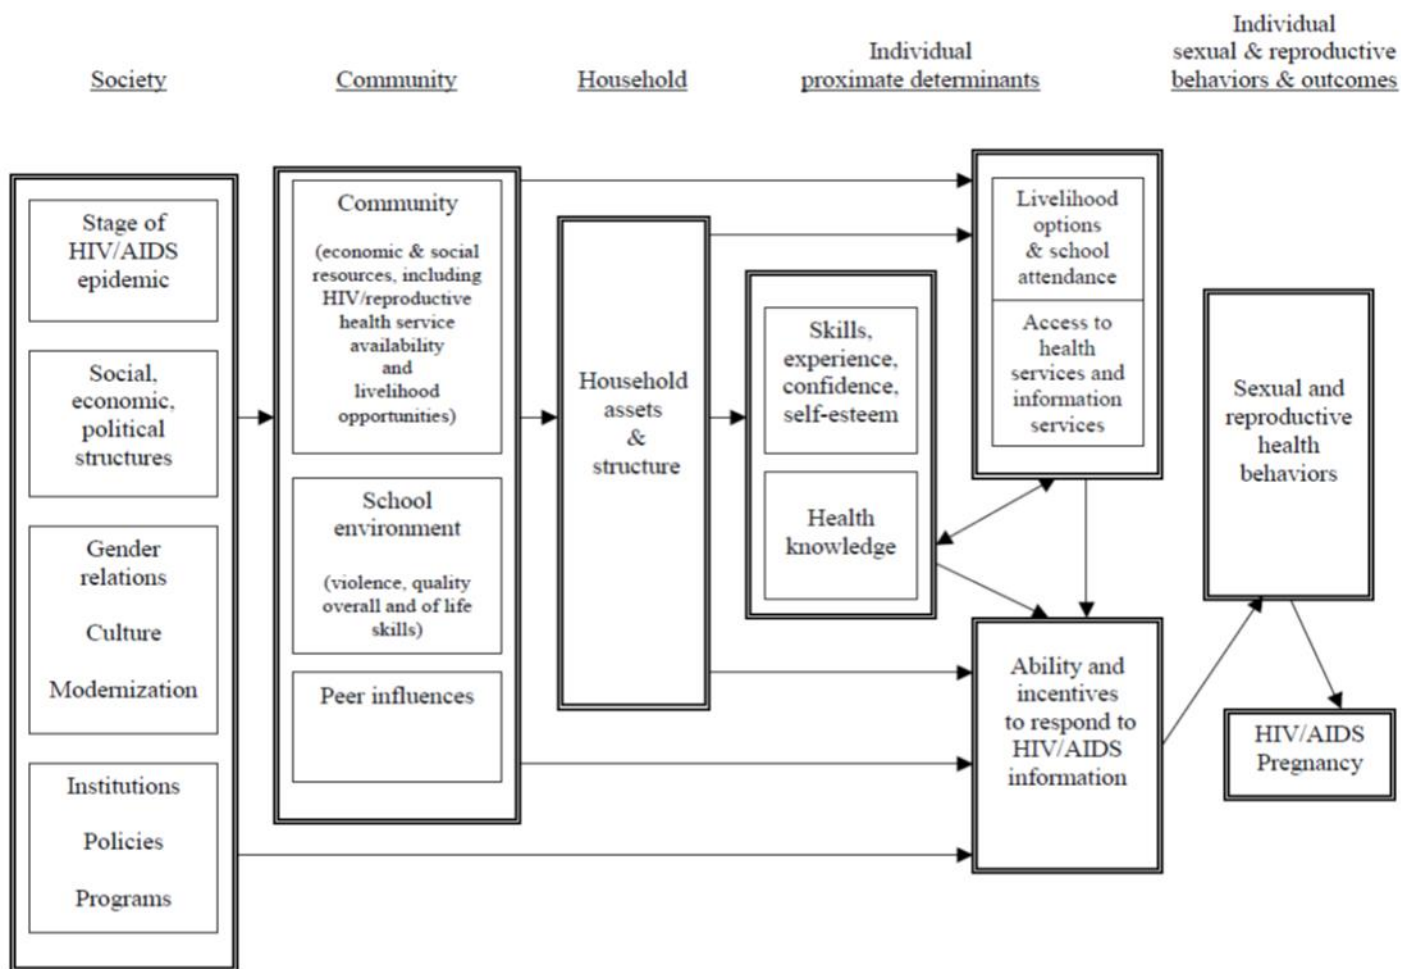 Society
Community
Household
Individual
proximate determinants
Individual
sexual & reproductive
behaviors & outcomes
Stage of
HIV/AIDS
epidemic
Social,
economic,
political
structures
Gender
relations
Culture
Modernization
Institutions
Policies
Programs
Community
(economic & social
resources, including
HIV/reproductive
health service
availability
and
livelihood
opportunities)
School
environment
(violence, quality
overall and of life
skills)
Peer influences
Household
assets
&
structure
Skills,
experience,
confidence,
self-esteem
Health
knowledge
Livelihood
options
& school
attendance
Access to
health
services and
information
services
Ability and
incentives
to respond to
HIV/AIDS
information
Sexual and
reproductive
health
behaviors
HIV/AIDS
Pregnancy